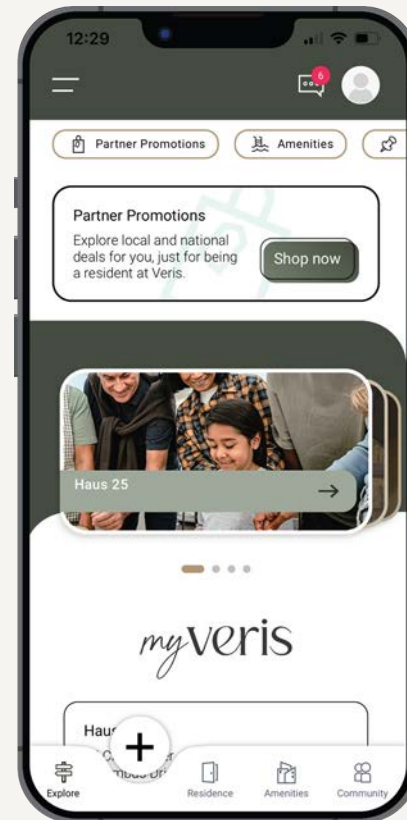 12:29
6
Partner Promotions
Amenities
Partner Promotions
Explore local and national
deals for you, just for being
a resident at Veris.
Shop now
Haus 25
myveris
Explore
Residence
Amenities
Community